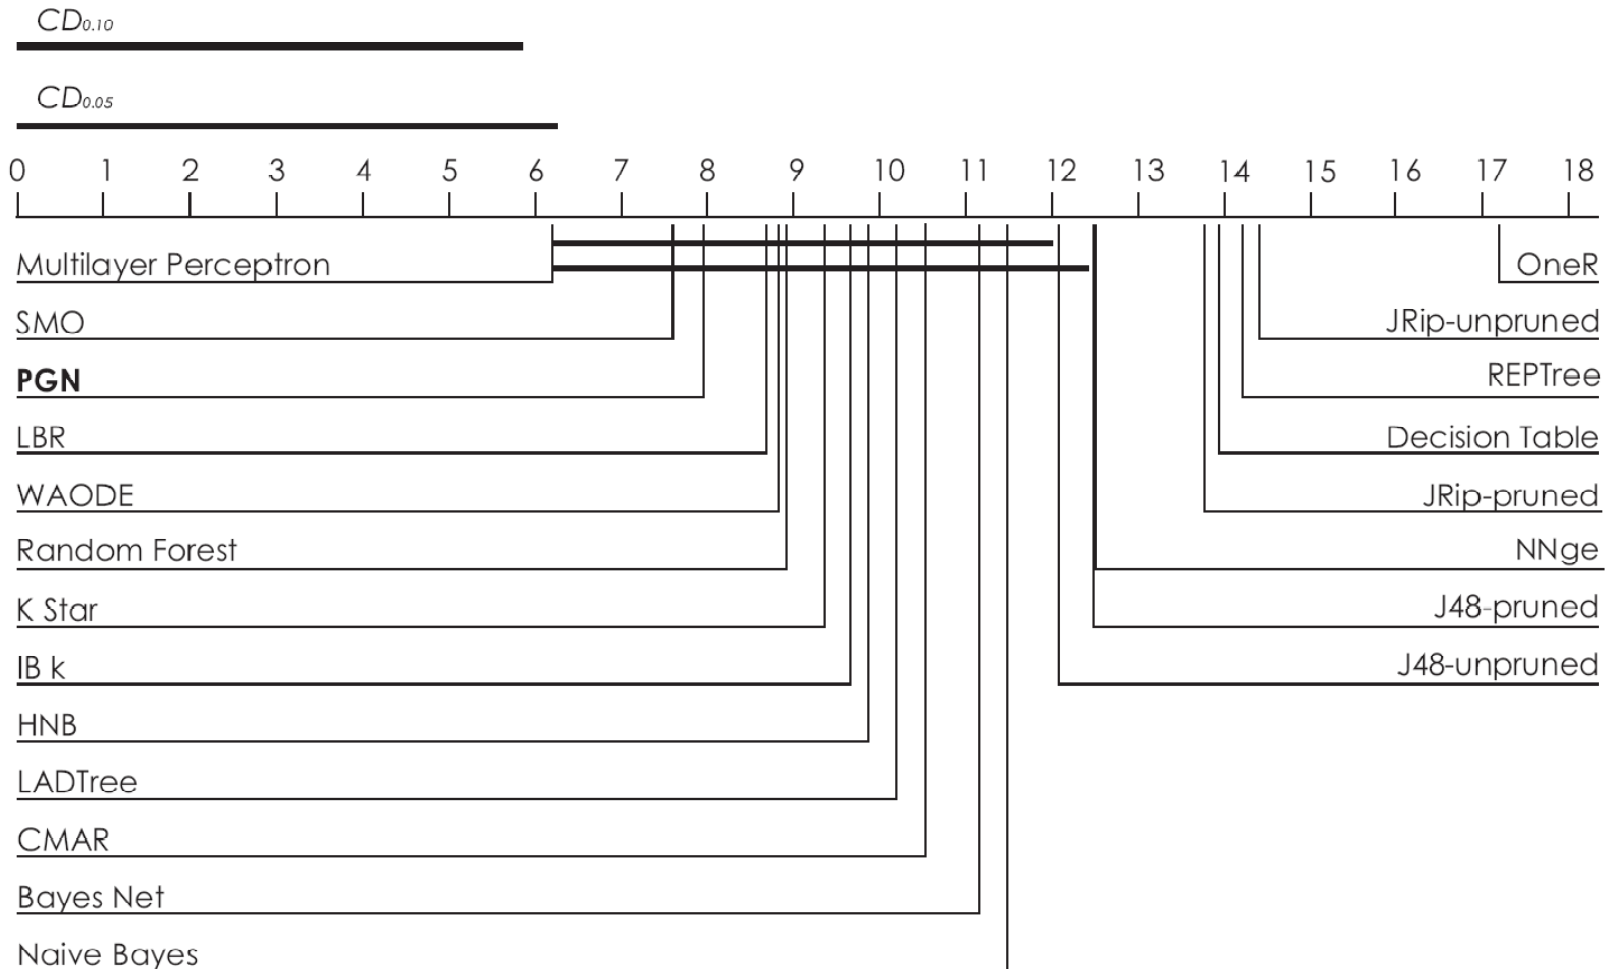 CD0.10
CD0.05
0 1 2 3 4 5 6 7 8 9 10 11 12 13 14 15 16 17 18
Multilayer Perceptron OneR
SMO JRip-unpruned
PGN REPTree
LBR Decision Table
WAODE JRip-pruned
Random Forest NNge
K Star J48-pruned
IB k J48-unpruned
HNB
LADTree
CMAR
Bayes Net
Naive Bayes